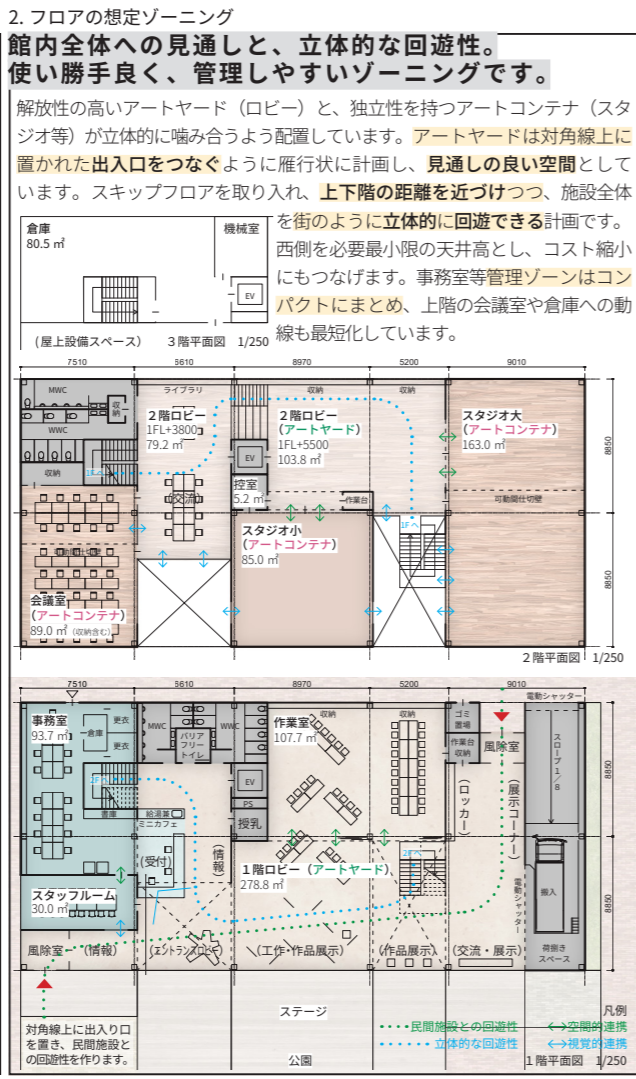 2. フロアの想定ゾーニング
館内全体への見通しと、立体的な回遊性。
使い勝手良く、管理しやすいゾーニングです。
解放性の高いアートヤード（ロビー）と、独立性を持つアートコンテナ（スタ
ジオ等）が立体的に噛み合うよう配置しています。アートヤードは対角線上に
置かれた出入口をつなぐように雁行状に計画し、見通しの良い空間として
います。スキップフロアを取り入れ、上下階の距離を近づけつつ、施設全体
を街のように立体的に回遊できる計画です。
西側を必要最小限の天井高とし、コスト縮小
にもつなげます。事務室等管理ゾーンはコン
パクトにまとめ、上階の会議室や倉庫への動
線も最短化しています。
倉庫
80.5 ㎡
機械室
EV
（屋上設備スペース） ３階平面図 1/250
7510 5610 8970 5200 9010
MWC
収納
WWC
収納
1Fへ
ライブラリ
２階ロビー
1FL+3800
79.2 ㎡
（交流）
収納
収納
２階ロビー
（アートヤード）
1FL+5500
103.8 ㎡
EV
控室
5.2 ㎡
作業台
スタジオ大
（アートコンテナ）
163.0 ㎡
可動間仕切壁
8850
スタジオ小
（アートコンテナ）
85.0 ㎡
1Fへ
可動間仕切壁
会議室
（アートコンテナ）
89.0 ㎡（収納含む）
8850
２階平面図 1/250
7510 5610 8970 5200 9010
電動シャッター
事務室
93.7 ㎡
倉庫
更衣
更衣
2Fへ
書庫
MWC
WWC
バリア
フリー
トイレ
給湯兼
ミニカフェ
EV
PS
授乳
作業室
107.7 ㎡
収納
収納
ゴミ
置場
作業台
収納
風除室
スロープ１／８
8850
（ロッカー）
（展示コーナー）
（受付）
（情報）
１階ロビー（アートヤード）
278.8 ㎡
2Fへ
電動シャッター
搬入
スタッフルーム
30.0 ㎡
8850
風除室
（情報）
（エントランスロビー）
（工作・作品展示）
（作品展示）
（交流・展示）
荷捌き
スペース
対角線上に出入り口
を置き、民間施設と
の回遊性を作ります。
ステージ
公園
凡例
民間施設との回遊性
空間的連携
立体的な回遊性
視覚的連携
１階平面図 1/250